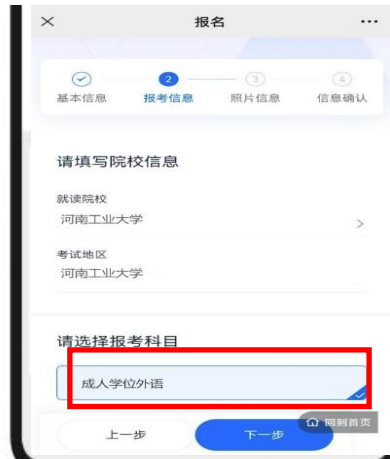 报名
2 3 4
基本信息 报考信息 照片信息 信息确认
请填写院校信息
就读院校
河南工业大学
考试地区
河南工业大学
请选择报考科目
成人学位外语
上一步 下一步 回到首页